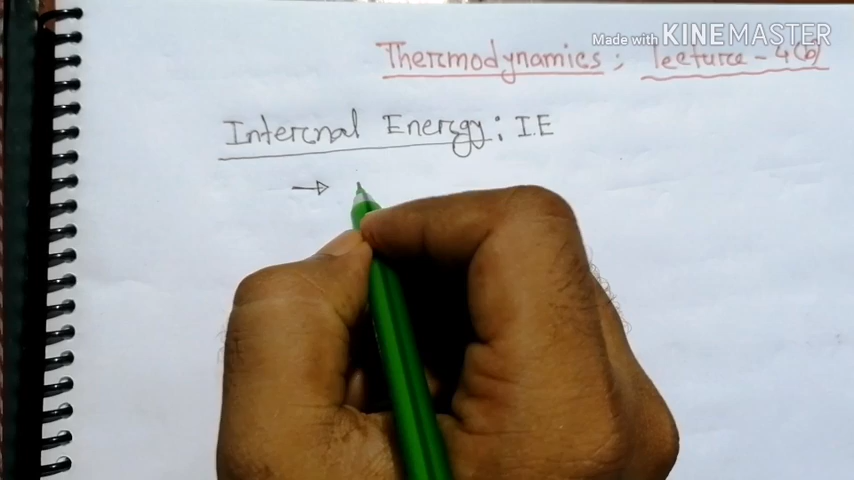 Made with KINEMASTER
Thermodynamics; lecture - 4(b)
Internal Energy: I.E
→